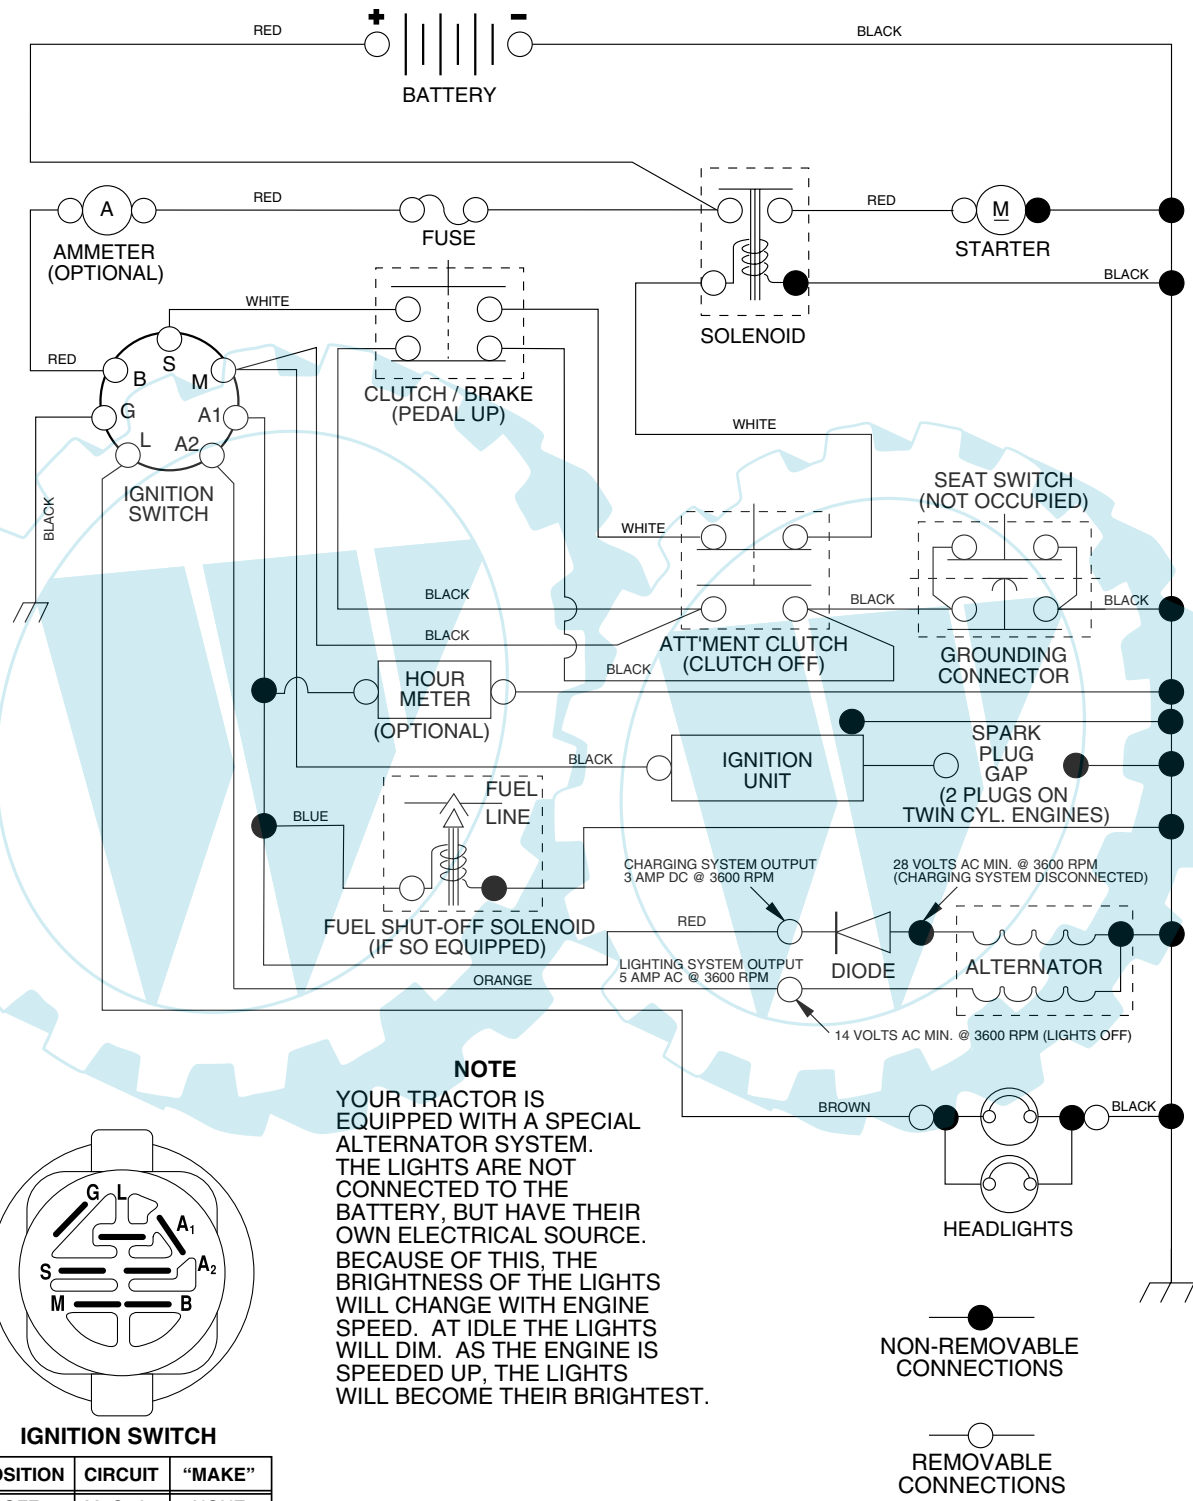 + –
RED
BLACK
BATTERY
RED
A
AMMETER
(OPTIONAL)
FUSE
RED
M
STARTER
BLACK
SOLENOID
WHITE
RED
S
B
M
G
A1
L
A2
CLUTCH / BRAKE
(PEDAL UP)
WHITE
IGNITION
SWITCH
BLACK
SEAT SWITCH
(NOT OCCUPIED)
WHITE
BLACK
BLACK
BLACK
BLACK
ATT'MENT CLUTCH
(CLUTCH OFF)
BLACK
GROUNDING
CONNECTOR
HOUR
METER
(OPTIONAL)
BLACK
IGNITION
UNIT
SPARK
PLUG
GAP
(2 PLUGS ON
TWIN CYL. ENGINES)
FUEL
LINE
BLUE
CHARGING SYSTEM OUTPUT
3 AMP DC @ 3600 RPM
28 VOLTS AC MIN. @ 3600 RPM
(CHARGING SYSTEM DISCONNECTED)
FUEL SHUT-OFF SOLENOID
(IF SO EQUIPPED)
RED
DIODE
ALTERNATOR
LIGHTING SYSTEM OUTPUT
5 AMP AC @ 3600 RPM
ORANGE
14 VOLTS AC MIN. @ 3600 RPM (LIGHTS OFF)
NOTE
YOUR TRACTOR IS
EQUIPPED WITH A SPECIAL
ALTERNATOR SYSTEM.
THE LIGHTS ARE NOT
CONNECTED TO THE
BATTERY, BUT HAVE THEIR
OWN ELECTRICAL SOURCE.
BECAUSE OF THIS, THE
BRIGHTNESS OF THE LIGHTS
WILL CHANGE WITH ENGINE
SPEED. AT IDLE THE LIGHTS
WILL DIM. AS THE ENGINE IS
SPEEDED UP, THE LIGHTS
WILL BECOME THEIR BRIGHTEST.
BROWN
BLACK
HEADLIGHTS
G L
A1
S
A2
M
B
IGNITION SWITCH
CIRCUIT "MAKE"
NON-REMOVABLE
CONNECTIONS
REMOVABLE
CONNECTIONS